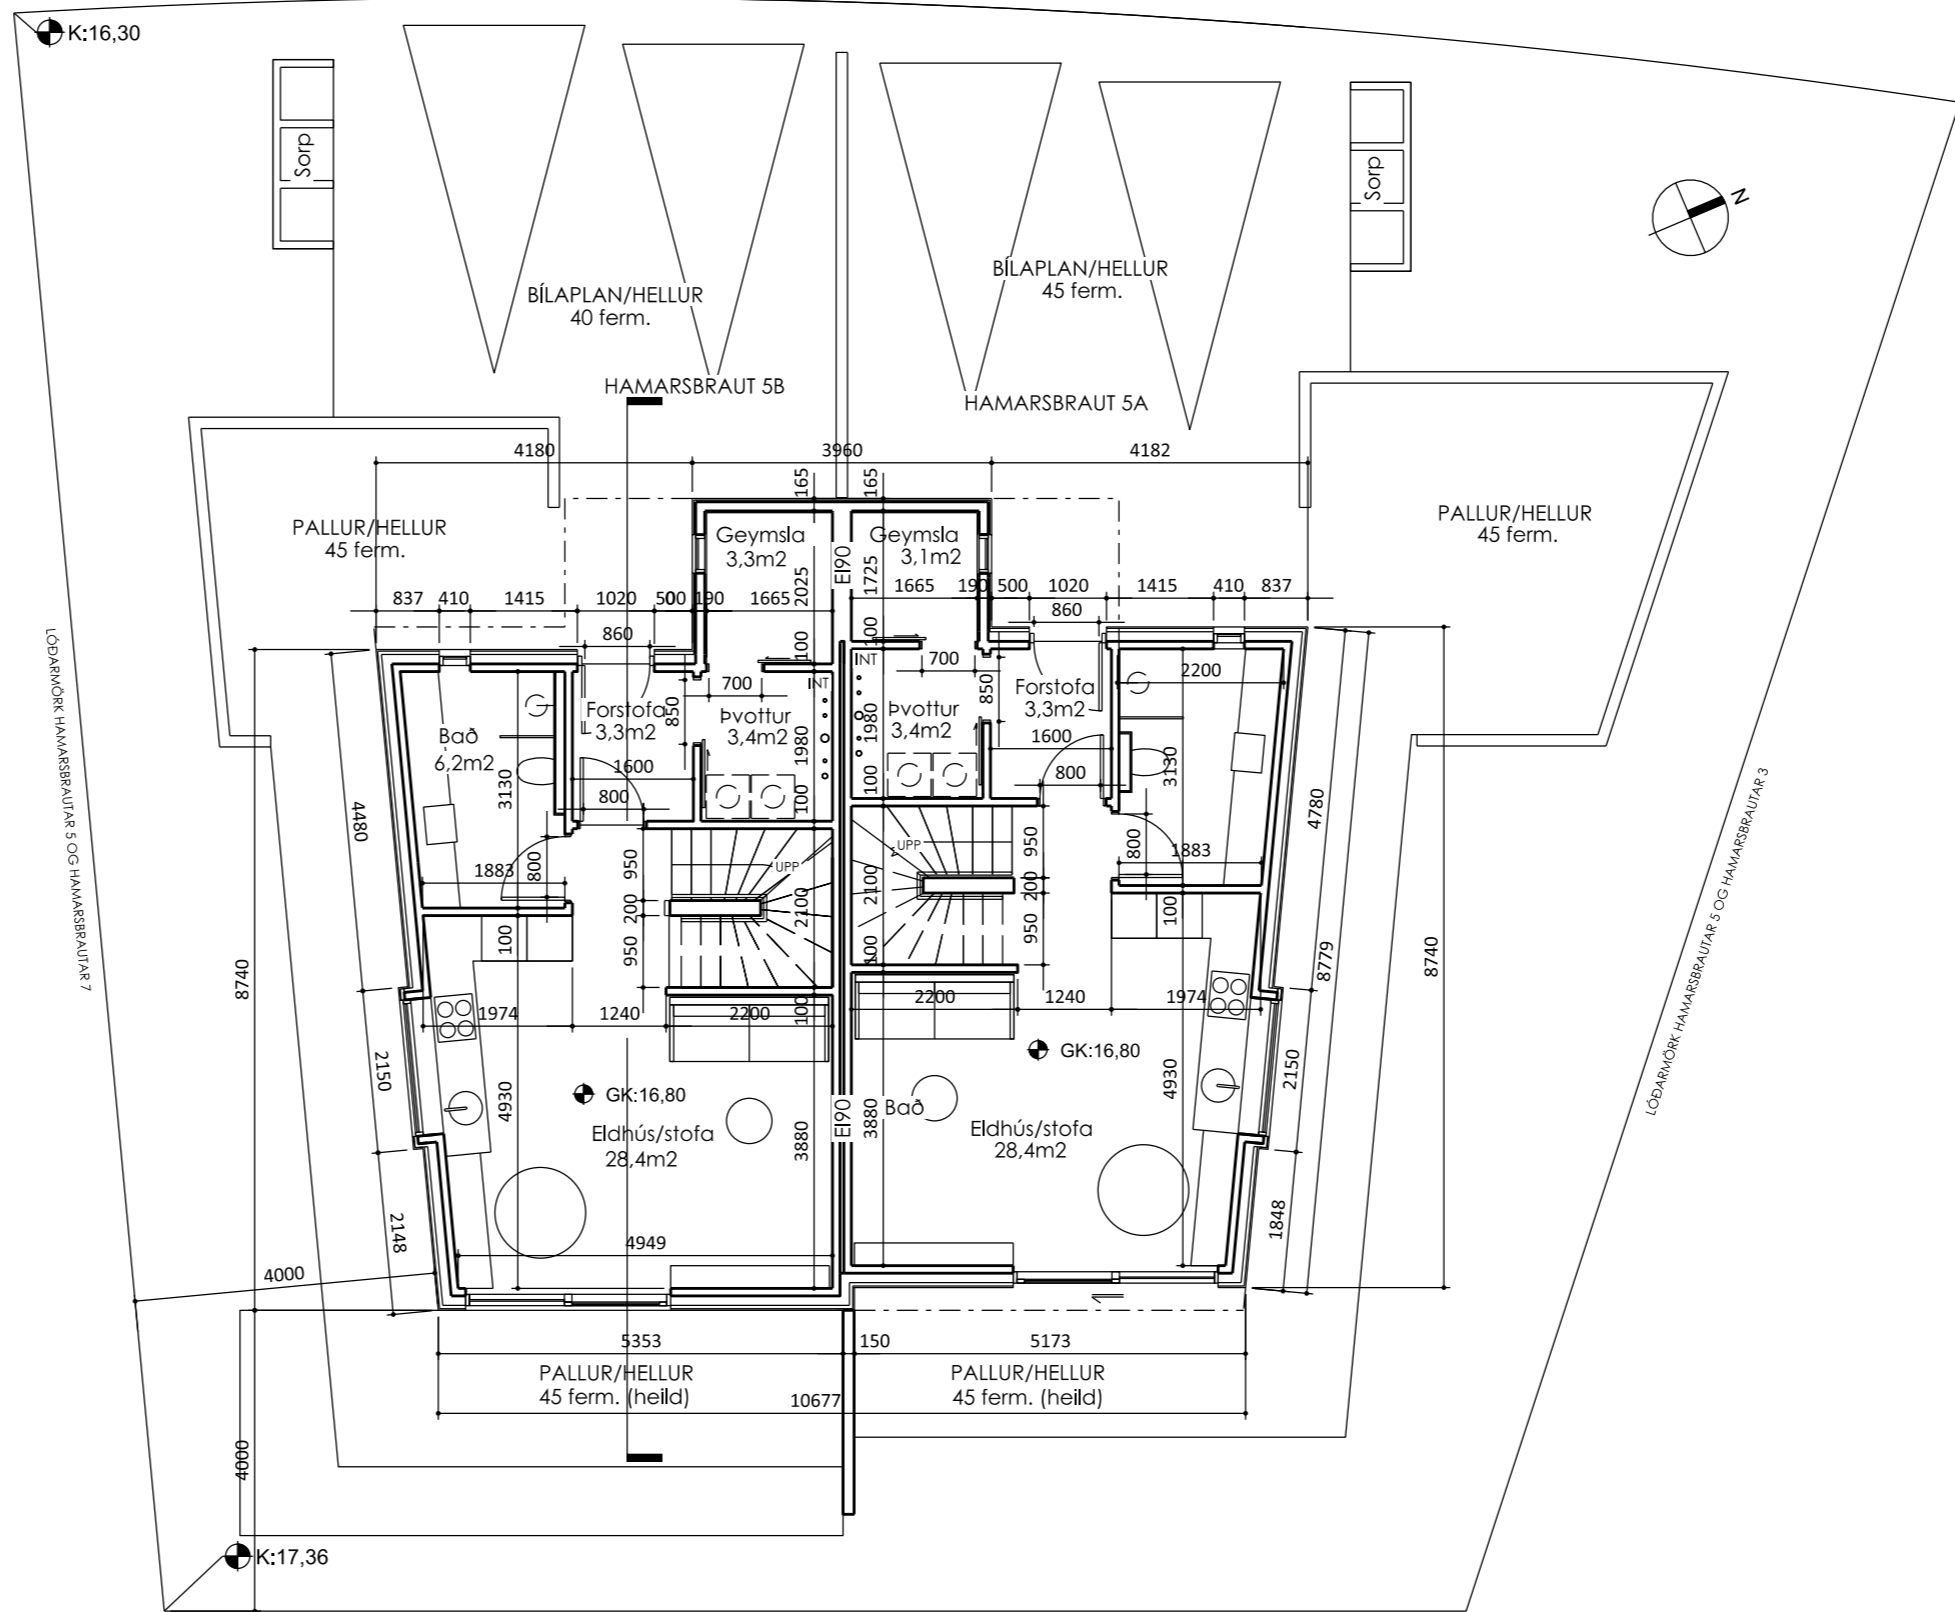 K:16,30
Sorp
Sorp
N
BÍLAPLAN/HELLUR
40 ferm.
BÍLAPLAN/HELLUR
45 ferm.
HAMARSBRAUT 5B
HAMARSBRAUT 5A
4180
3960
4182
165
165
PALLUR/HELLUR
45 ferm.
Geymsla
3,3m2
EI90
Geymsla
3,1m2
PALLUR/HELLUR
45 ferm.
2025
1725
837
410
1415
1020
500
190
1665
1665
190
500
1020
1415
410
837
860
860
100
100
INT
INT
700
700
850
850
2200
Forstofa
3,3m2
Þvottur
3,4m2
Þvottur
3,4m2
Forstofa
3,3m2
Bað
6,2m2
1980
1980
1600
1600
3130
3130
800
800
100
100
4480
4780
LÓÐARMÖRK HAMARSBRAUTAR 5 OG HAMARSBRAUTAR 7
LÓÐARMÖRK HAMARSBRAUTAR 5 OG HAMARSBRAUTAR 3
UPP
UPP
950
950
1883
800
800
1883
200
2100
2100
200
950
950
100
100
100
100
8740
8779
8740
1974
1240
2200
2200
1240
1974
GK:16,80
GK:16,80
2150
2150
4930
4930
Bað
EI90
Eldhús/stofa
28,4m2
Eldhús/stofa
28,4m2
3880
3880
2148
1848
4949
4000
5353
150
5173
PALLUR/HELLUR
45 ferm. (heild)
PALLUR/HELLUR
45 ferm. (heild)
10677
4000
K:17,36